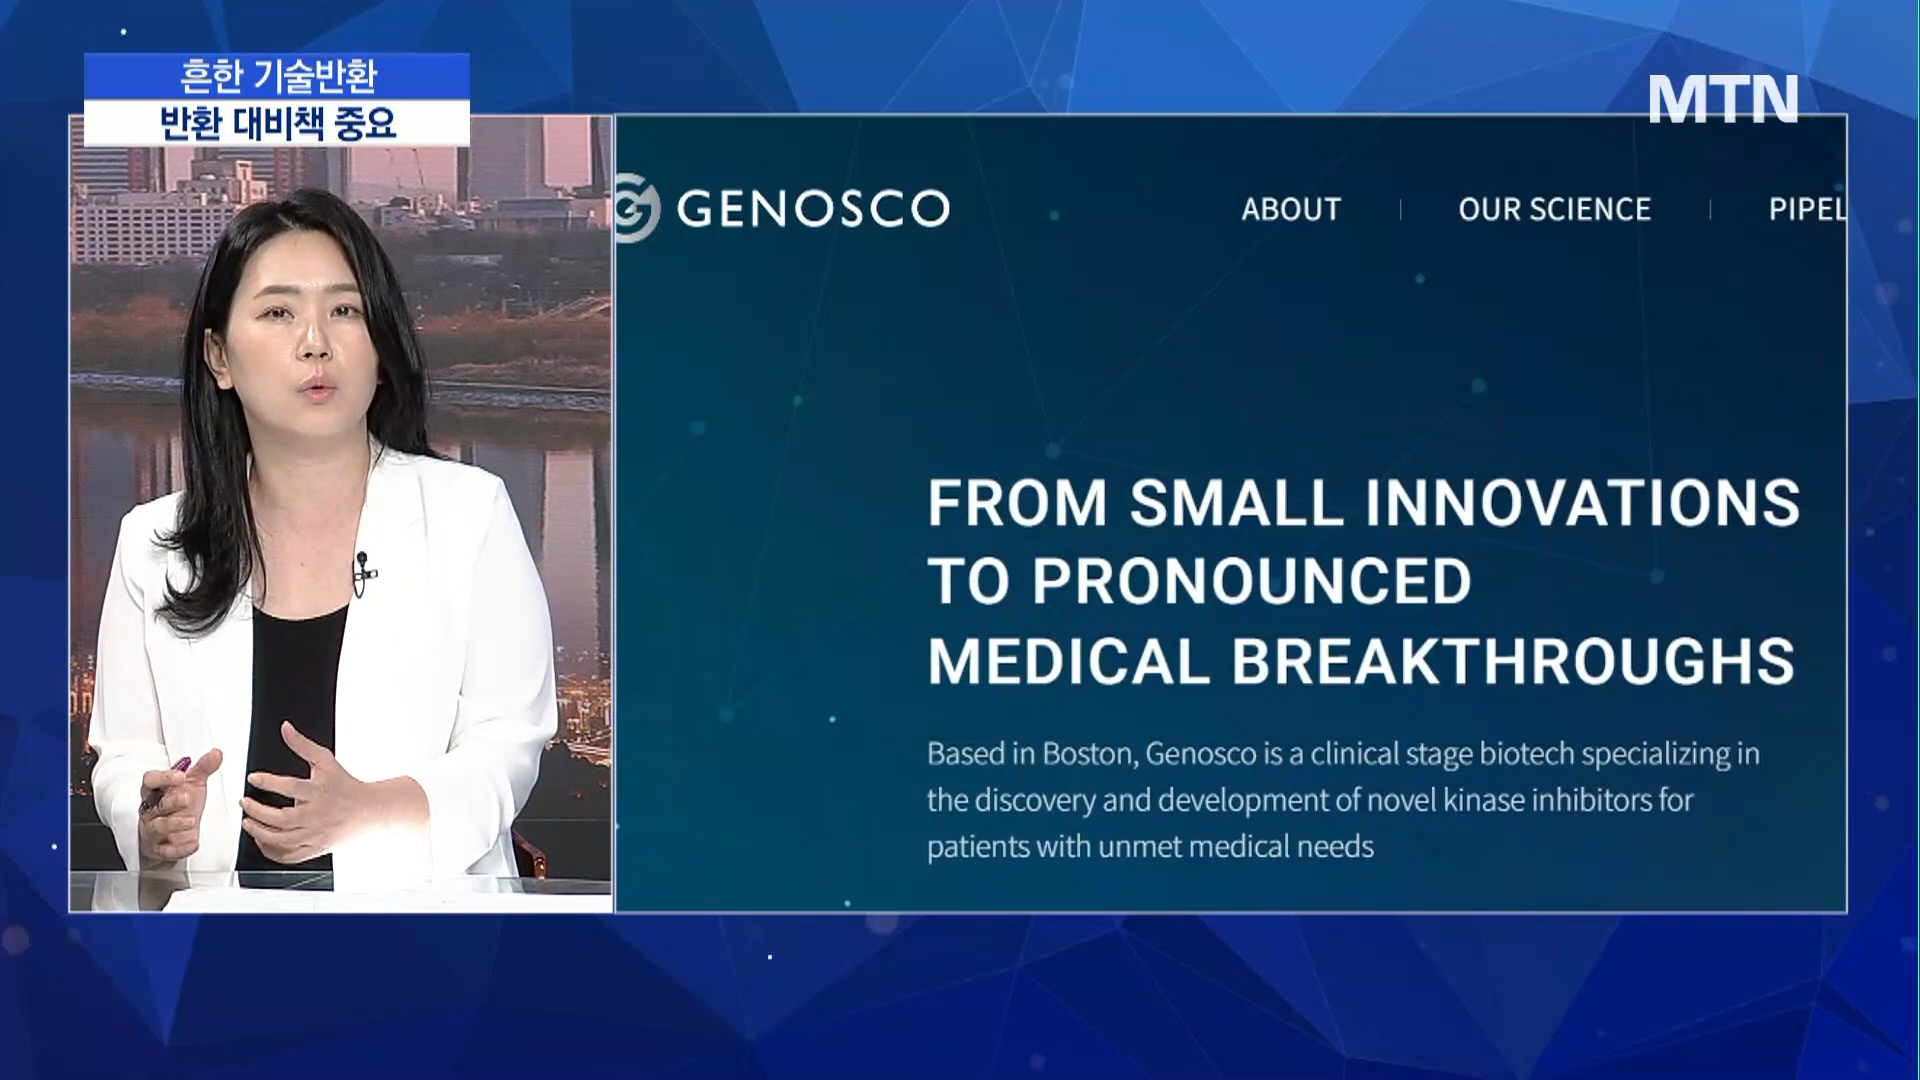 흔한 기술반환
반환 대비책 중요
MTN
GENOSCO
ABOUT
OUR SCIENCE
PIPEL
FROM SMALL INNOVATIONS
TO PRONOUNCED
MEDICAL BREAKTHROUGHS
Based in Boston, Genosco is a clinical stage biotech specializing in
the discovery and development of novel kinase inhibitors for
patients with unmet medical needs